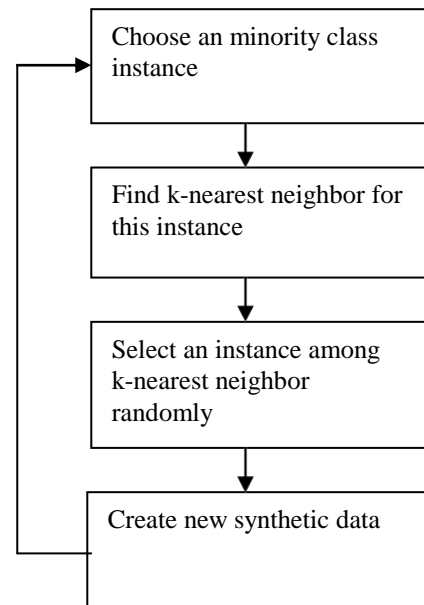 Choose an minority class
instance
Find k-nearest neighbor for
this instance
Select an instance among
k-nearest neighbor
randomly
Create new synthetic data